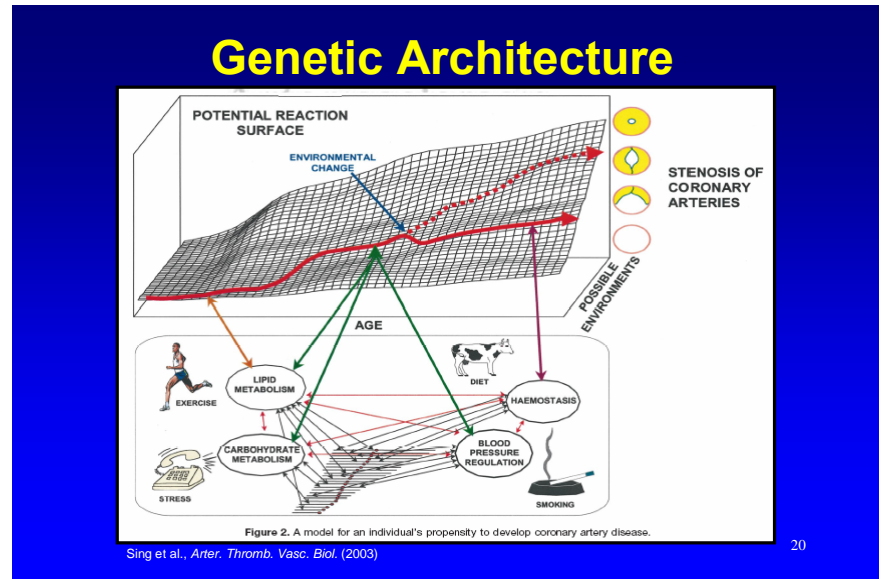 Genetic Architecture
POTENTIAL REACTION
SURFACE
ENVIRONMENTAL
CHANGE
STENOSIS OF
CORONARY
ARTERIES
POSSIBLE
ENVIRONMENTS
AGE
EXERCISE
LIPID
METABOLISM
DIET
HAEMOSTASIS
CARBOHYDRATE
METABOLISM
BLOOD
PRESSURE
REGULATION
STRESS
SMOKING
Figure 2. A model for an individual's propensity to develop coronary artery disease.
Sing et al., Arter. Thromb. Vasc. Biol. (2003)
20